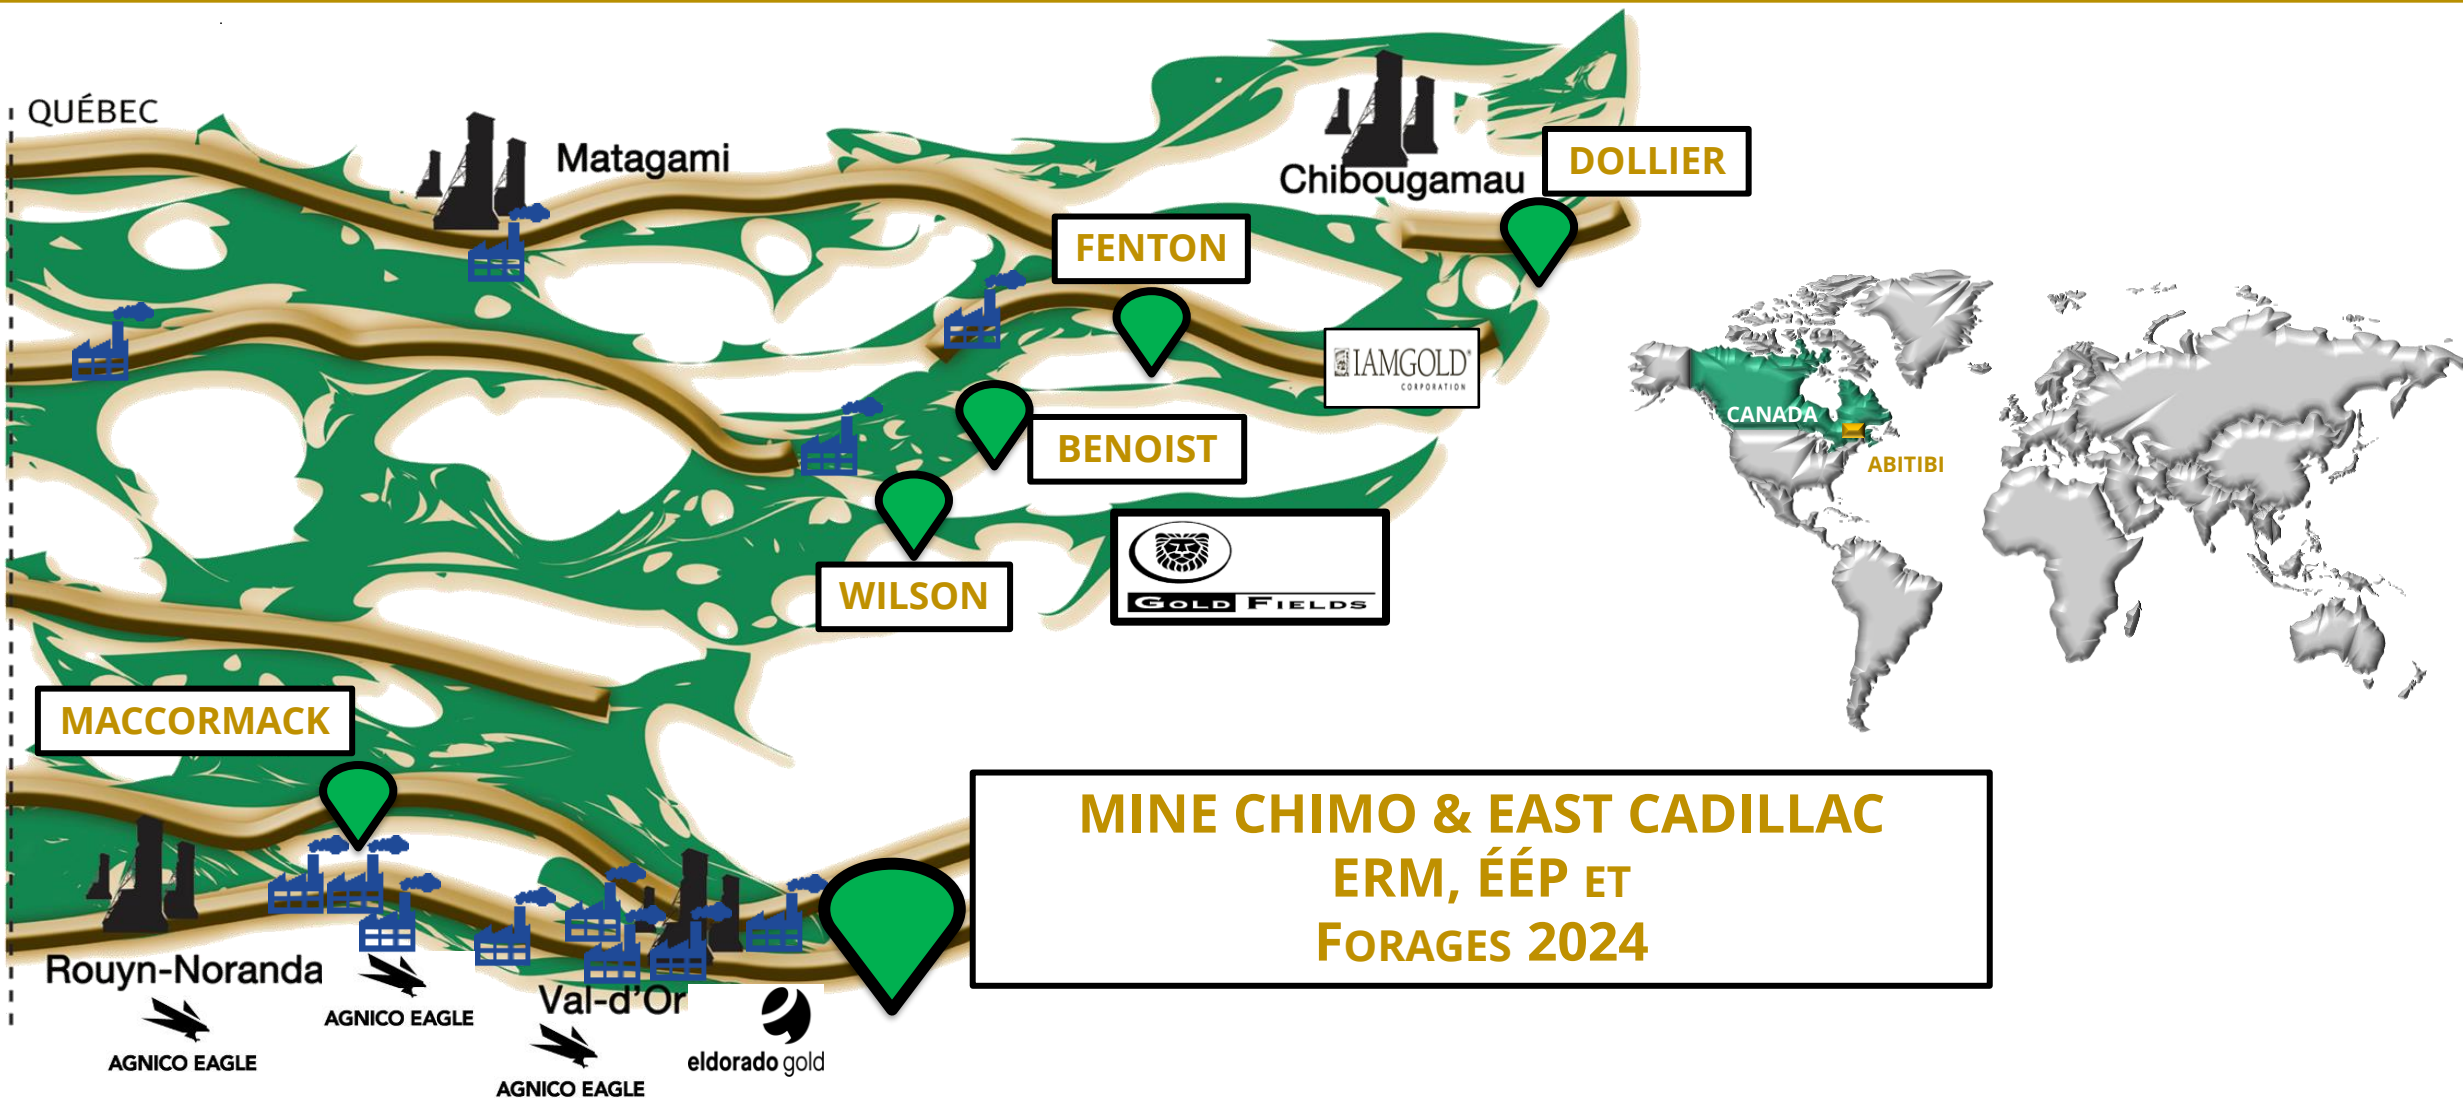 QUÉBEC
Matagami
Chibougamau
DOLLIER
FENTON
IAMGOLD®
CORPORATION
CANADA
ABITIBI
BENOIST
WILSON
GOLD FIELDS
MACCORMACK
MINE CHIMO & EAST CADILLAC
ERM, ÉÉP ET
FORAGES 2024
Rouyn-Noranda
AGNICO EAGLE
AGNICO EAGLE
Val-d'Or
AGNICO EAGLE
eldorado gold